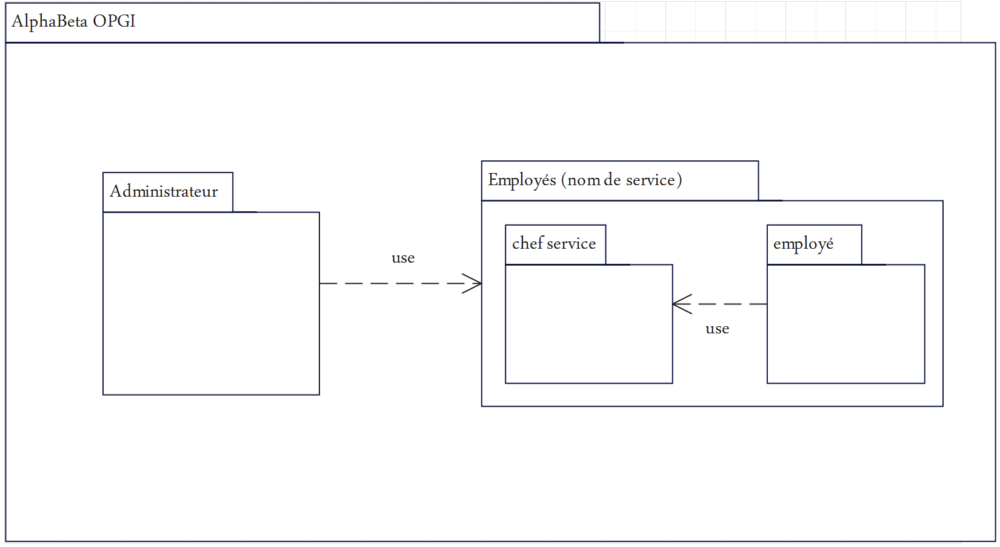 AlphaBeta OPGI
Administrateur
use
Employés (nom de service)
chef service
employé
use